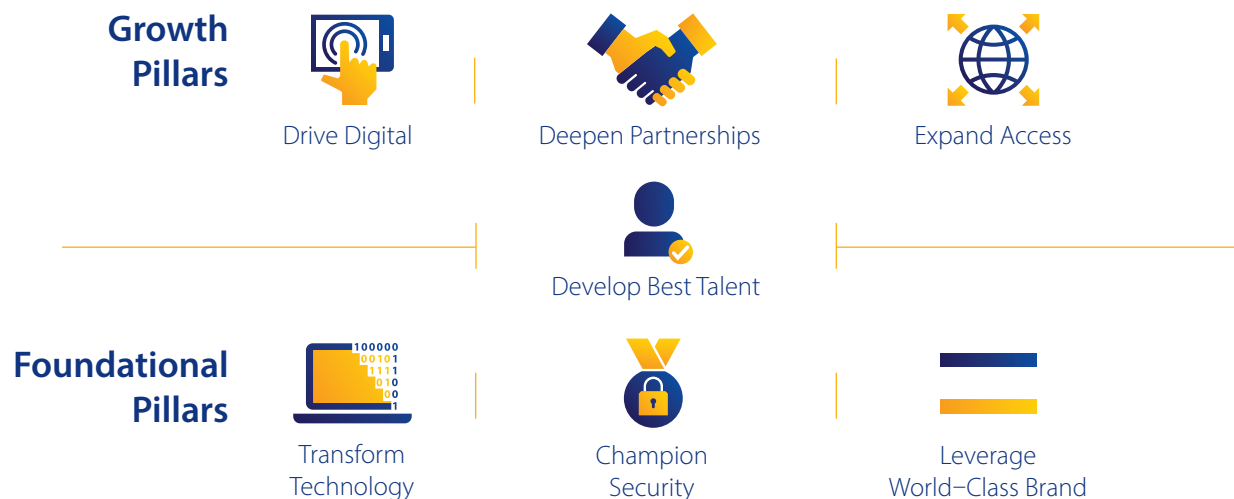 Growth
Pillars
Drive Digital
Deepen Partnerships
Expand Access
Develop Best Talent
Foundational
Pillars
100000
00101
1111
010
00
1
Transform
Technology
Champion
Security
Leverage
World–Class Brand